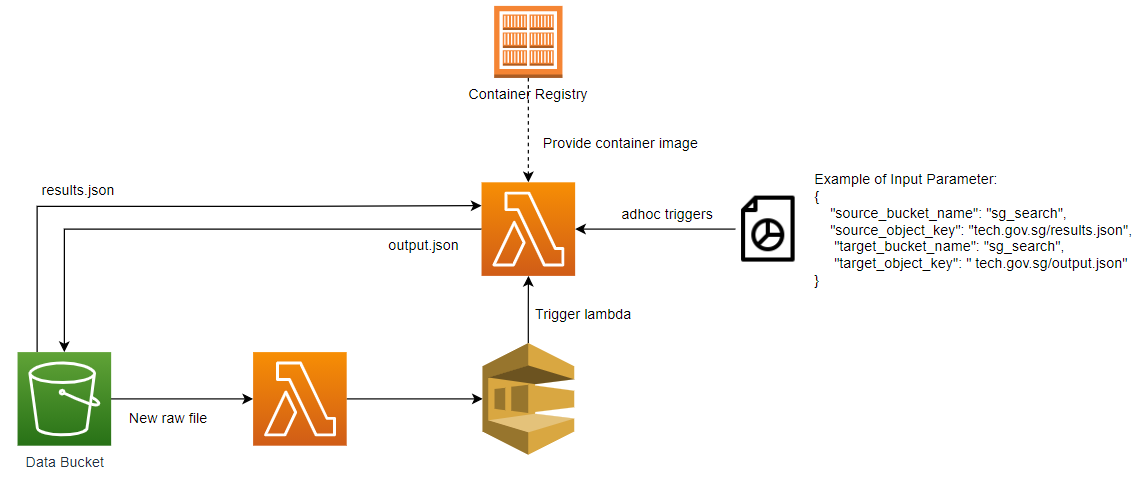 Container Registry
Provide container image
results.json
adhoc triggers
output.json
Example of Input Parameter:
{
"source_bucket_name": "sg_search",
"source_object_key": "tech.gov.sg/results.json",
"target_bucket_name": "sg_search",
"target_object_key": " tech.gov.sg/output.json"
}
Trigger lambda
New raw file
Data Bucket